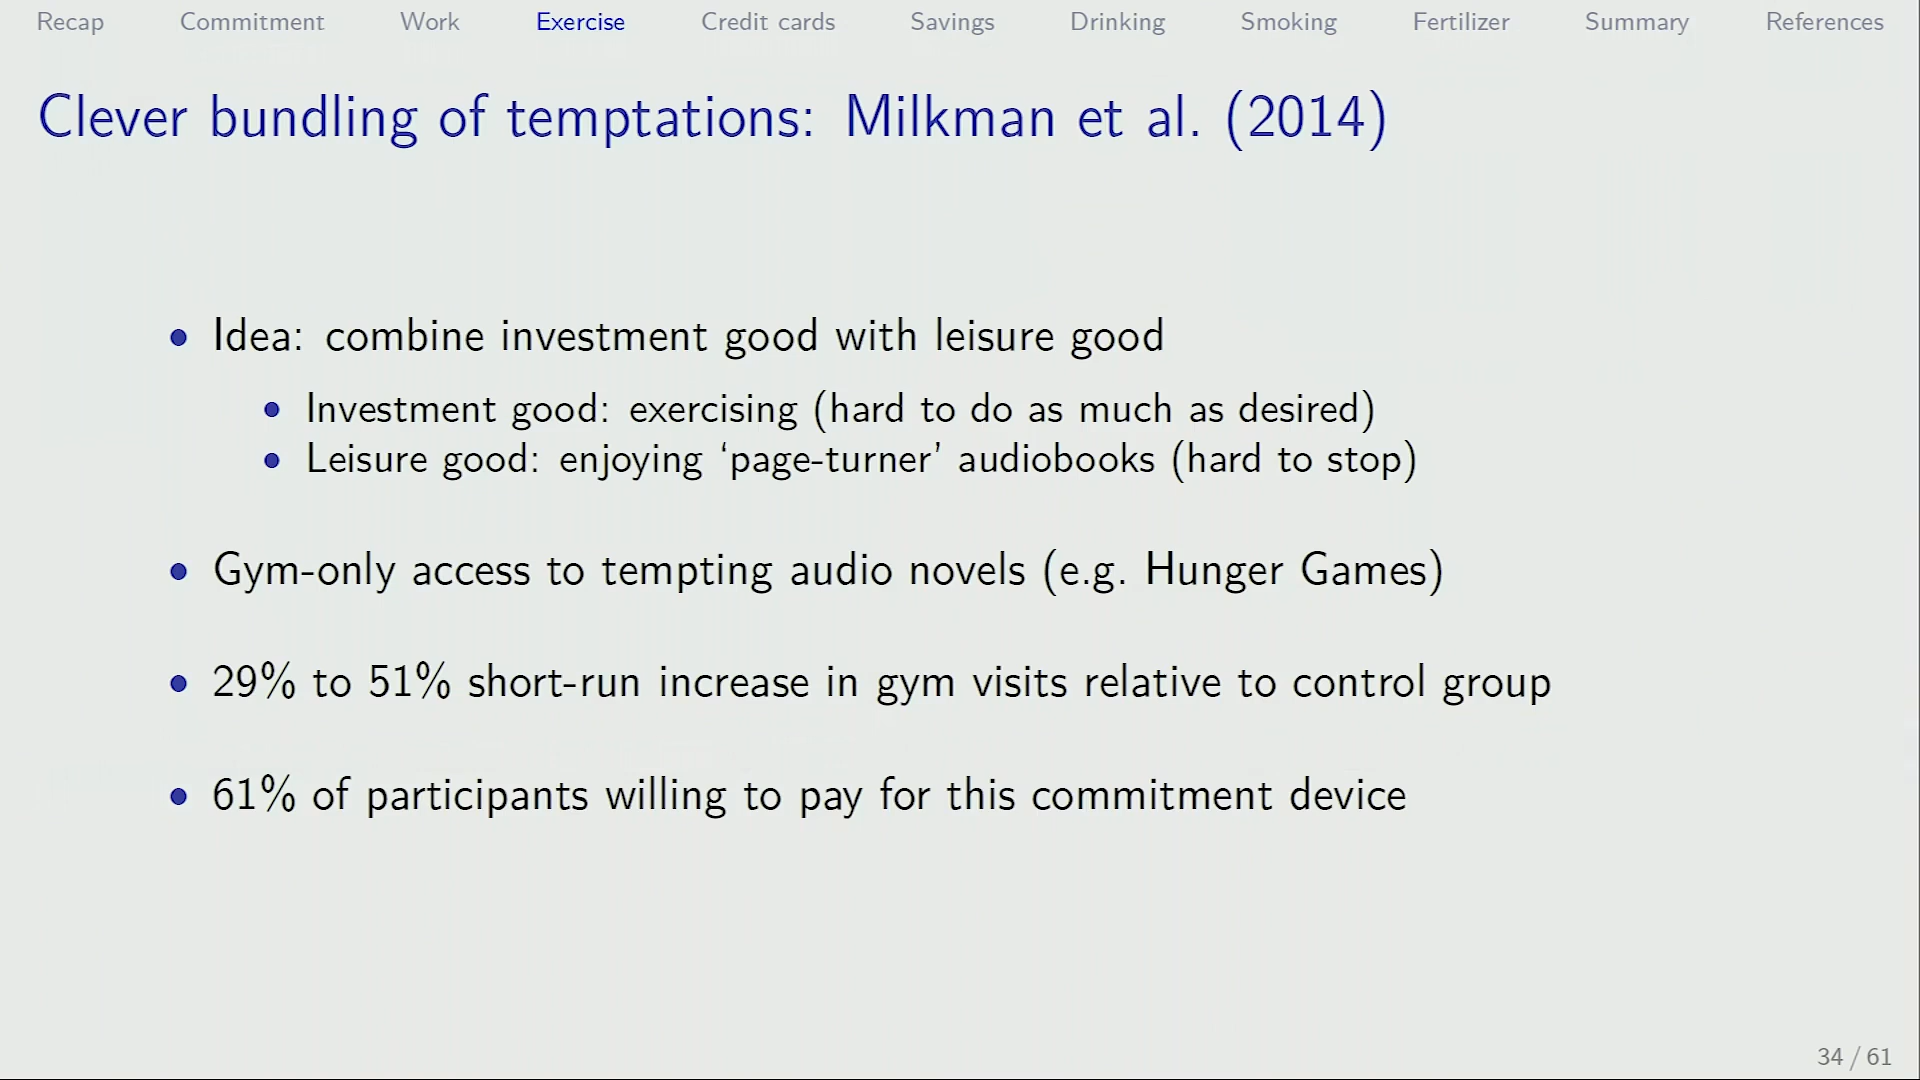 Recap Commitment Work Exercise Credit cards Savings Drinking Smoking Fertilizer Summary References
Clever bundling of temptations: Milkman et al. (2014)
• Idea: combine investment good with leisure good
• Investment good: exercising (hard to do as much as desired)
• Leisure good: enjoying ‘page-turner’ audiobooks (hard to stop)
• Gym-only access to tempting audio novels (e.g. Hunger Games)
• 29% to 51% short-run increase in gym visits relative to control group
• 61% of participants willing to pay for this commitment device
34 / 61